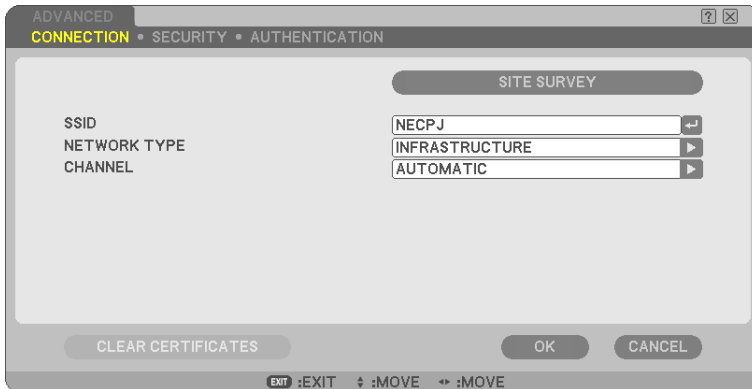 ADVANCED ? X
CONNECTION • SECURITY • AUTHENTICATION
SITE SURVEY
SSID NECPJ
NETWORK TYPE INFRASTRUCTURE
CHANNEL AUTOMATIC
CLEAR CERTIFICATES OK CANCEL
EXIT :EXIT :MOVE :MOVE